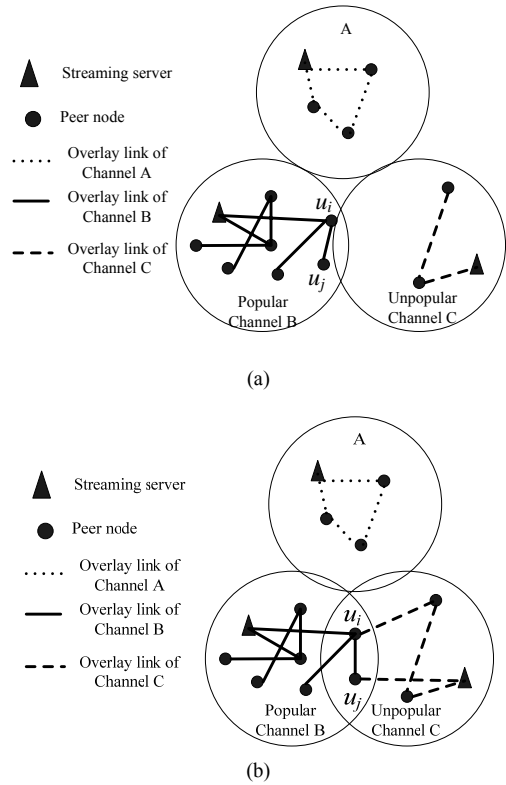 A
Streaming server
Peer node
Overlay link of
Channel A
Overlay link of
Channel B
Overlay link of
Channel C
u_i
u_j
Popular
Channel B
Unpopular
Channel C
(a)
A
Streaming server
Peer node
Overlay link of
Channel A
Overlay link of
Channel B
Overlay link of
Channel C
u_i
u_j
Popular
Channel B
Unpopular
Channel C
(b)